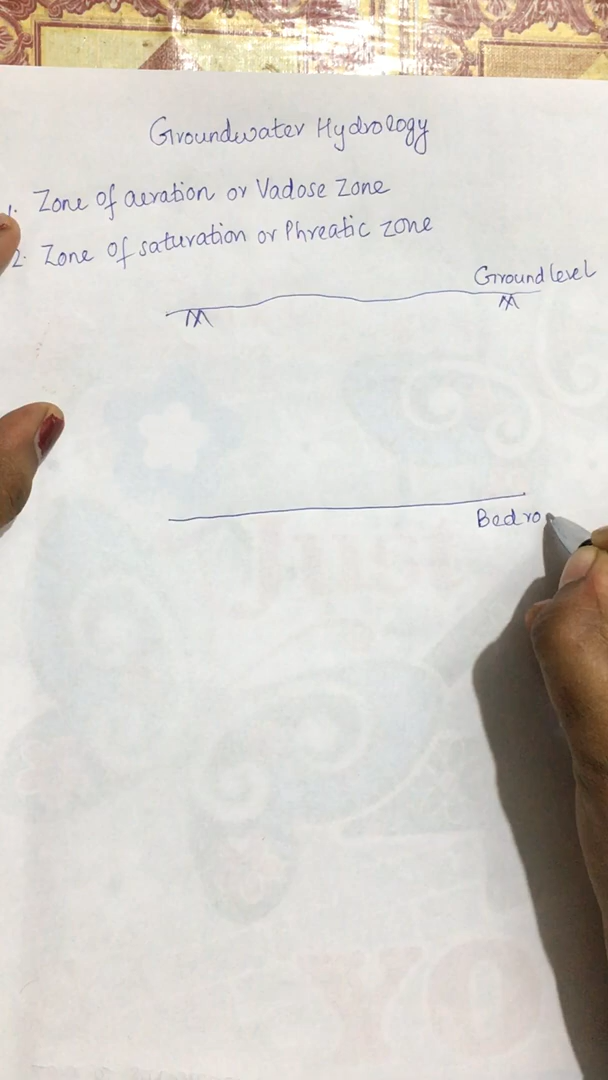 Groundwater Hydrology
1. Zone of aeration or Vadose Zone
2. Zone of saturation or Phreatic zone
Ground level
Bedro